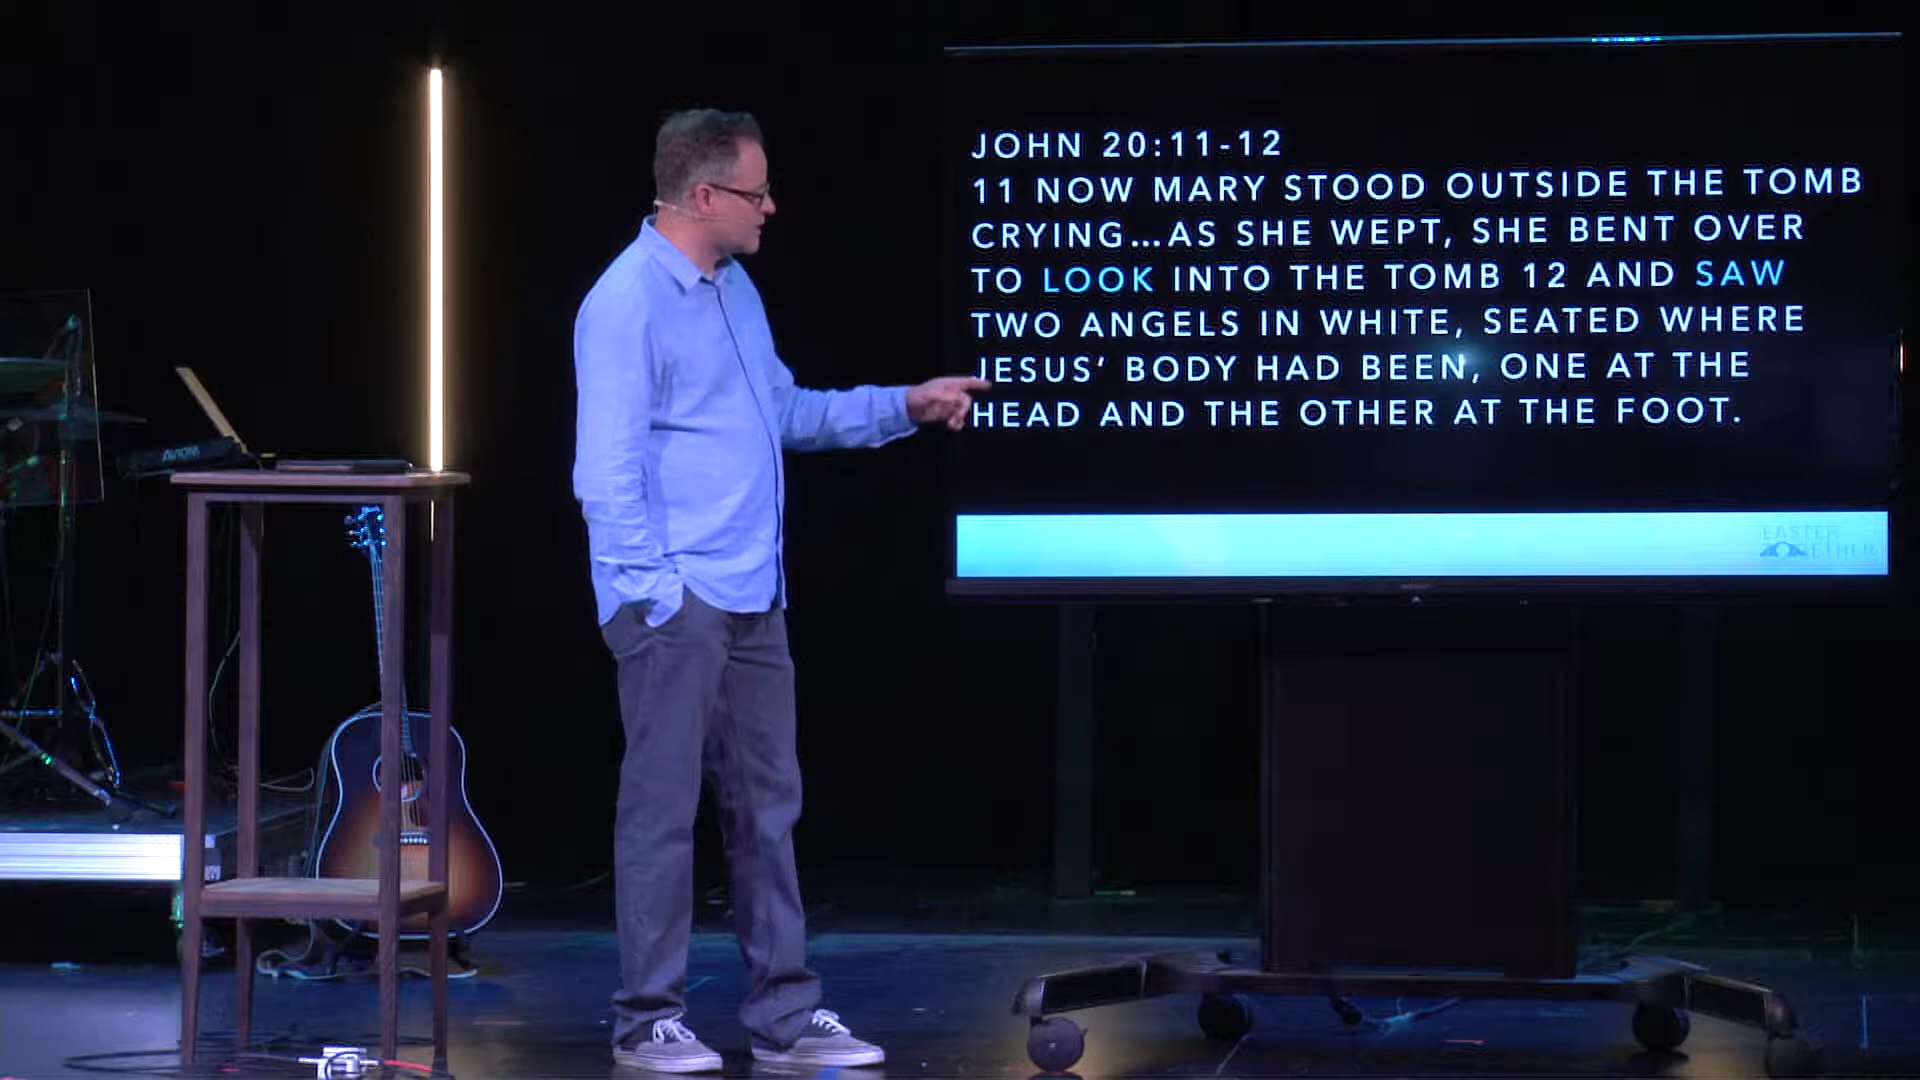 JOHN 20:11-12
11 NOW MARY STOOD OUTSIDE THE TOMB
CRYING...AS SHE WEPT, SHE BENT OVER
TO LOOK INTO THE TOMB 12 AND SAW
TWO ANGELS IN WHITE, SEATED WHERE
JESUS’ BODY HAD BEEN, ONE AT THE
HEAD AND THE OTHER AT THE FOOT.
EASTER